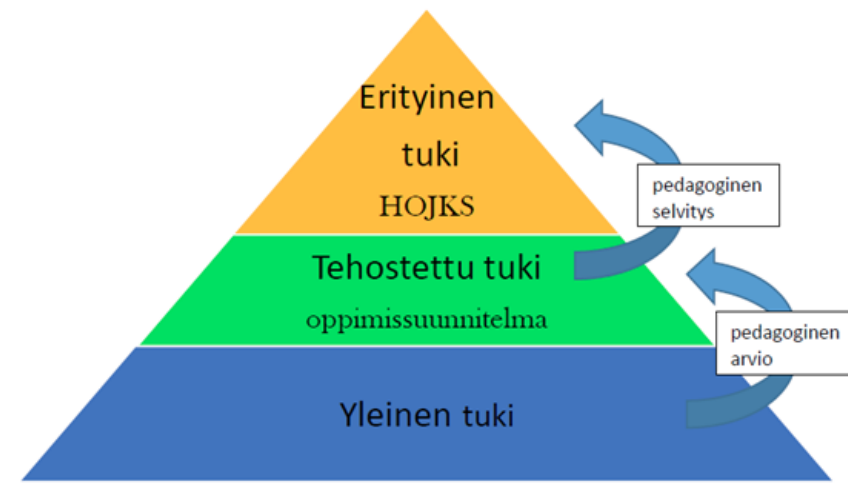 Erityinen
tuki
HOJKS
pedagoginen
selvitys
Tehostettu tuki
oppimissuunnitelma
pedagoginen
arvio
Yleinen tuki